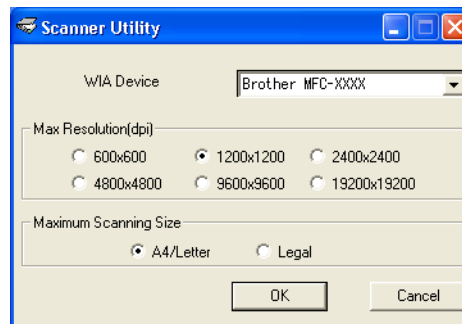 Scanner Utility
WIA Device Brother MFC-XXXX
Max Resolution(dpi)
600x600 1200x1200 2400x2400
4800x4800 9600x9600 19200x19200
Maximum Scanning Size
A4/Letter Legal
OK Cancel